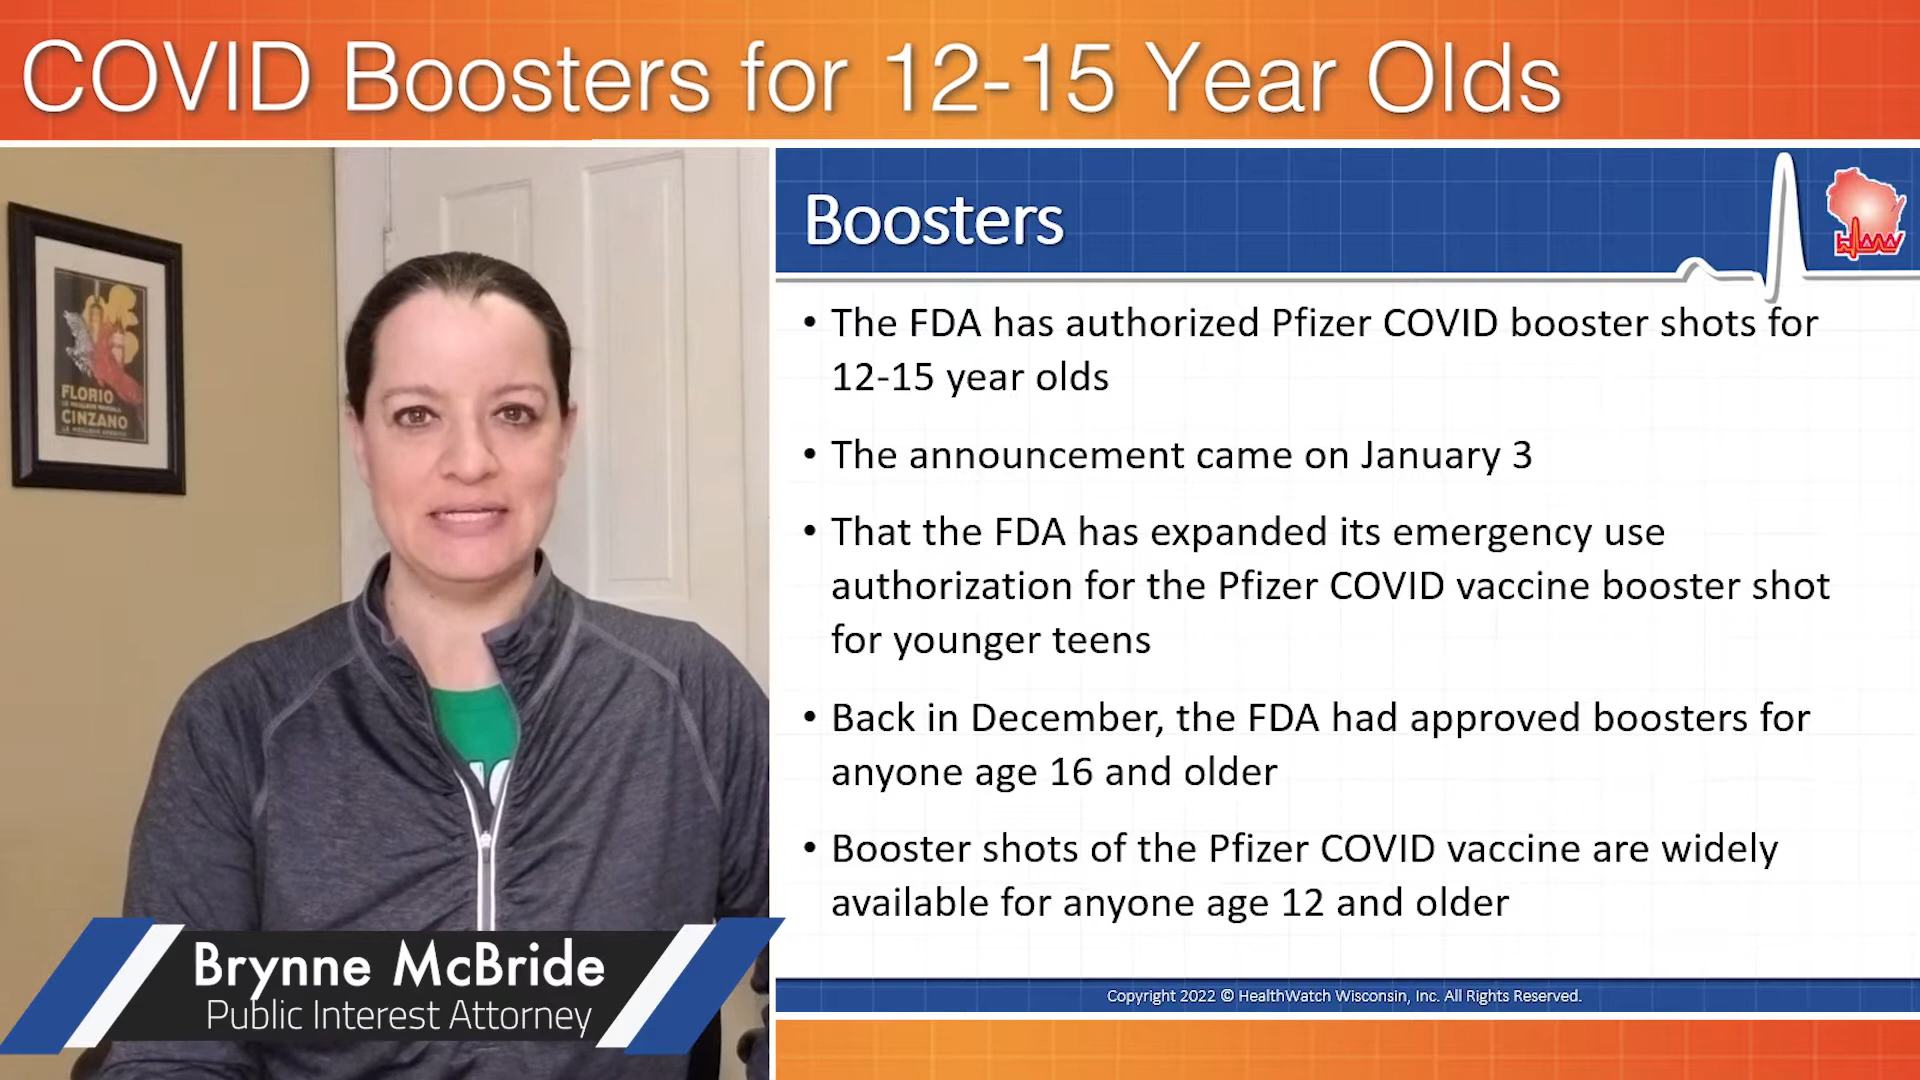 COVID Boosters for 12-15 Year Olds
FLORIO
CINZANO
Brynne McBride
Public Interest Attorney
Boosters
• The FDA has authorized Pfizer COVID booster shots for
12-15 year olds
• The announcement came on January 3
• That the FDA has expanded its emergency use
authorization for the Pfizer COVID vaccine booster shot
for younger teens
• Back in December, the FDA had approved boosters for
anyone age 16 and older
• Booster shots of the Pfizer COVID vaccine are widely
available for anyone age 12 and older
Copyright 2022 © HealthWatch Wisconsin, Inc. All Rights Reserved.